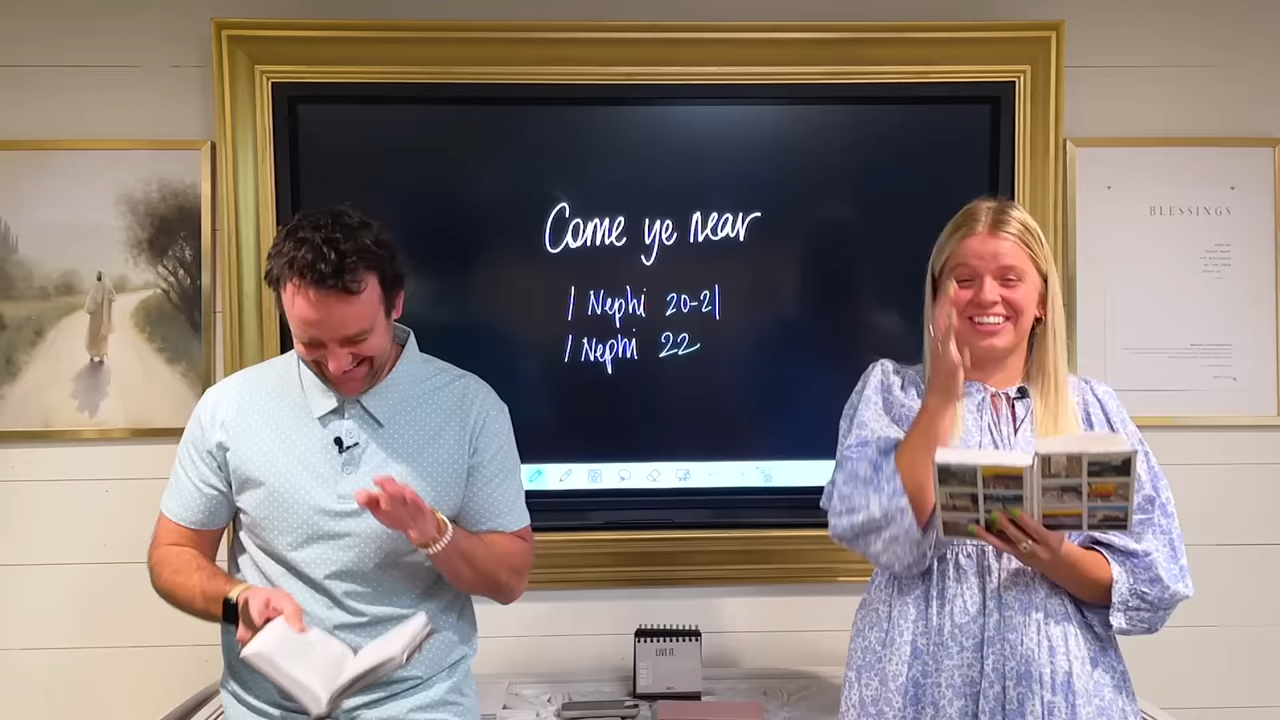 Come ye near
1 Nephi 20-21
1 Nephi 22
BLESSINGS
LIVE IT.